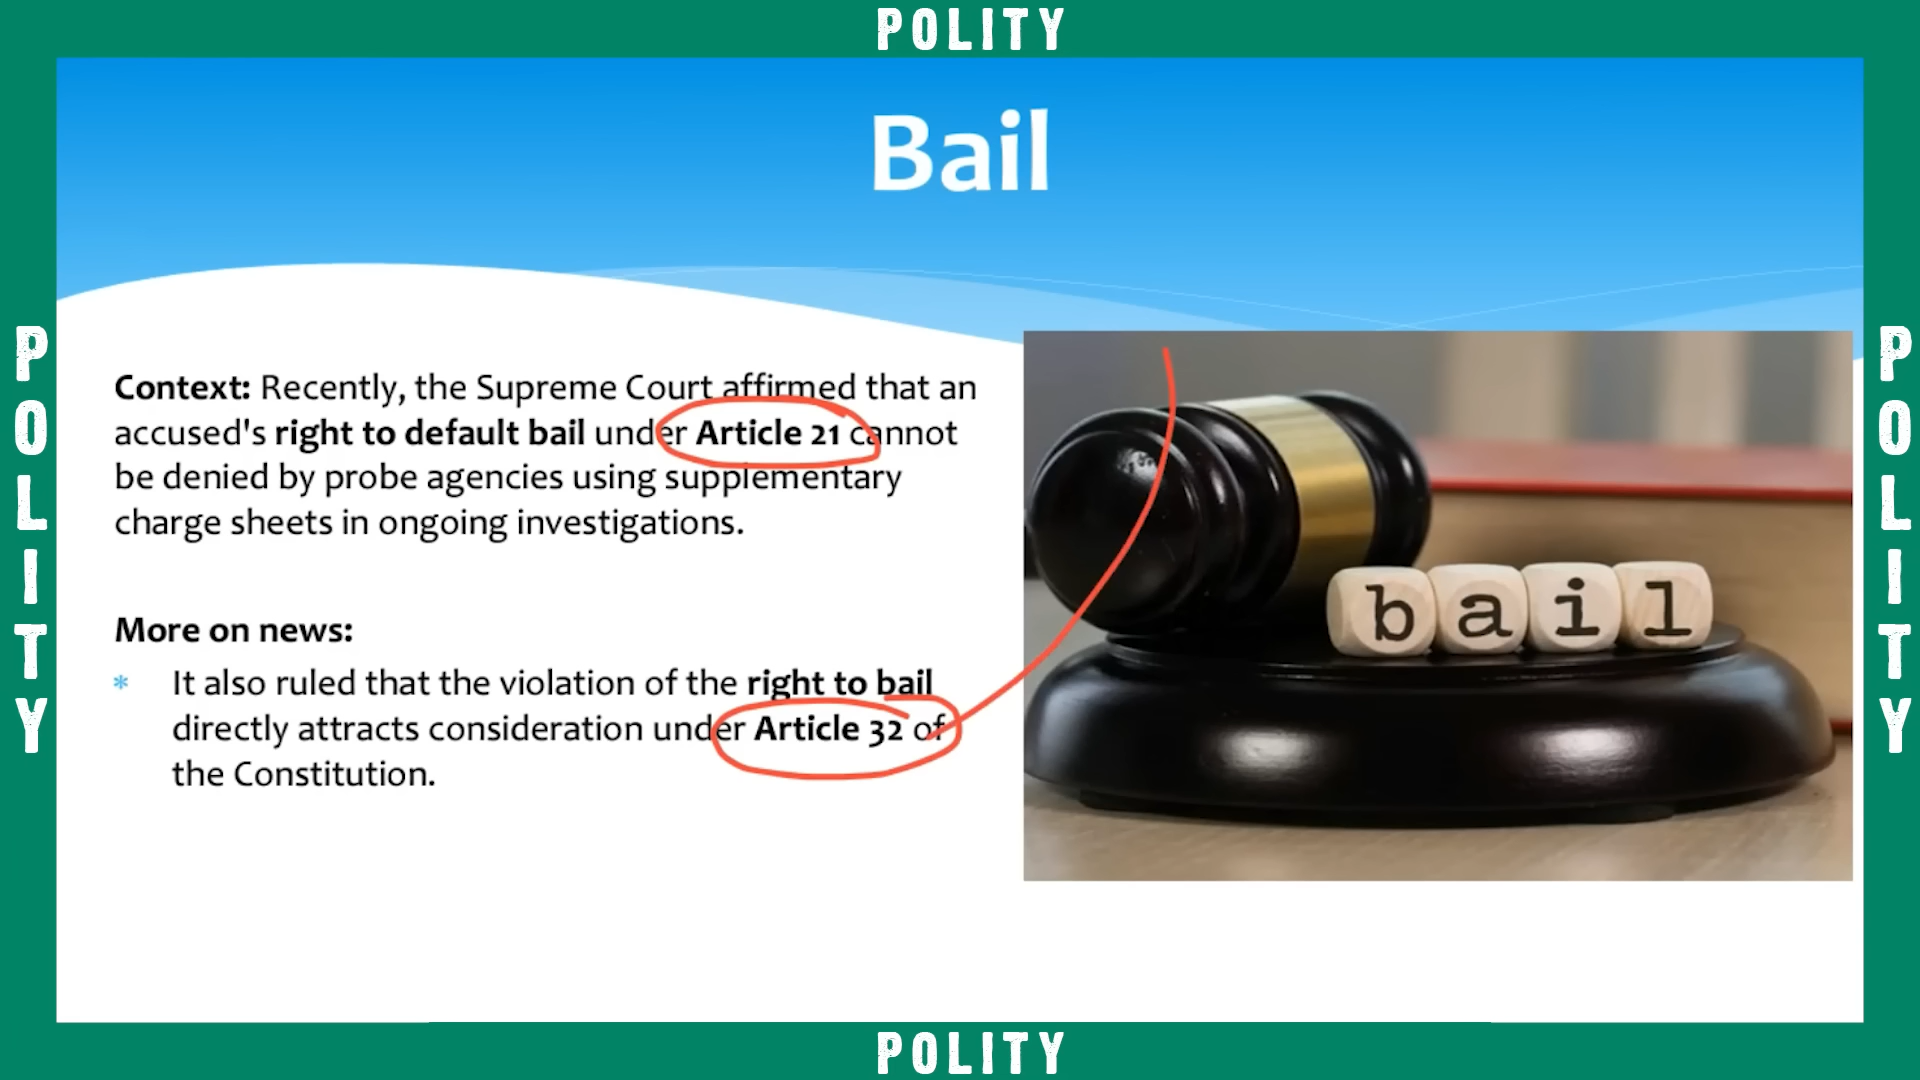 POLITY
Bail
POLITY
POLITY
Context: Recently, the Supreme Court affirmed that an
accused's right to default bail under Article 21 cannot
be denied by probe agencies using supplementary
charge sheets in ongoing investigations.
More on news:
* It also ruled that the violation of the right to bail
directly attracts consideration under Article 32 of
the Constitution.
bail
POLITY